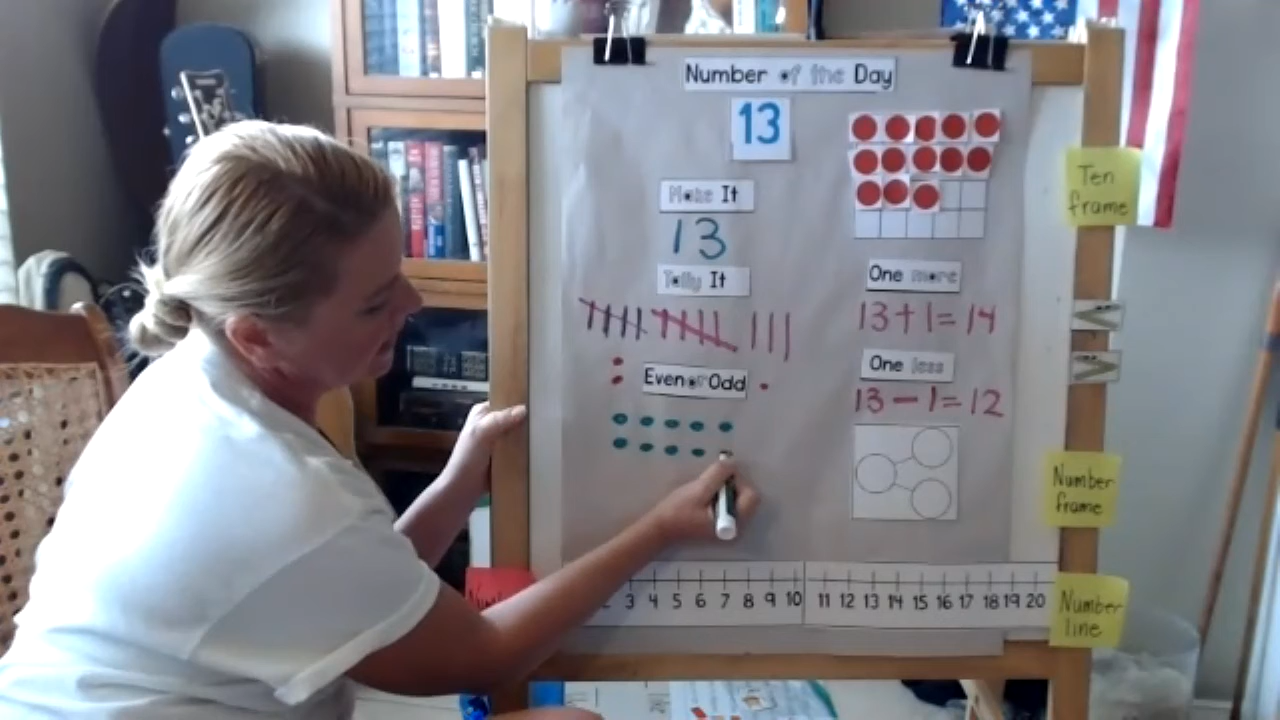 Number of the Day
13
Make It
13
Tally It
Even or Odd
Ten
frame
One more
13+1=14
One less
13-1=12
Number
frame
3 4 5 6 7 8 9 10 11 12 13 14 15 16 17 18 19 20
Number
line